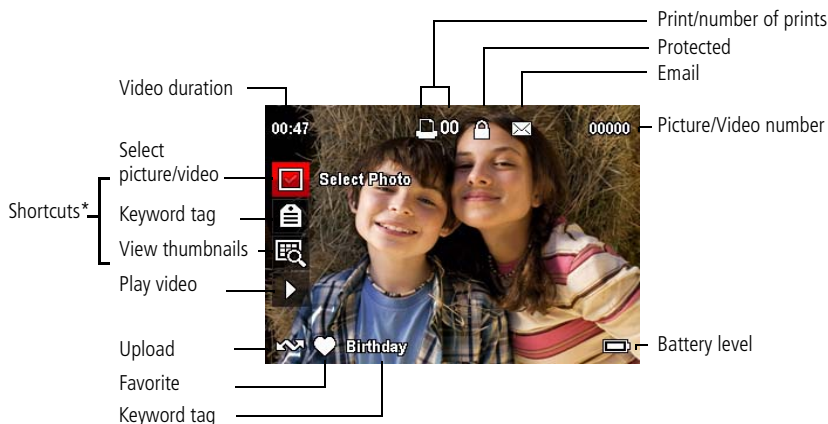 Print/number of prints
Protected
Email
Video duration
00:47
00
00000
Picture/Video number
Select
picture/video
Select Photo
Shortcuts*
Keyword tag
View thumbnails
Play video
Upload
Birthday
Battery level
Favorite
Keyword tag